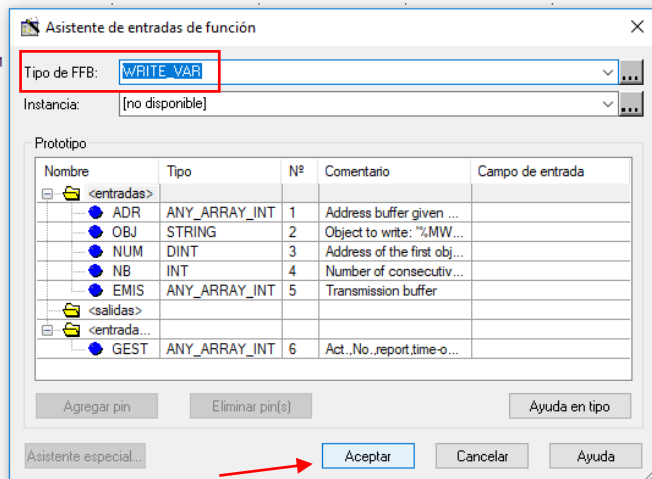 Asistente de entradas de función
Tipo de FFB: WRITE_VAR ...
Instancia: [no disponible] ...
Prototipo
Nombre Tipo Nº Comentario Campo de entrada
<entradas>
ADR ANY_ARRAY_INT 1 Address buffer given ...
OBJ STRING 2 Object to write: "%MW...
NUM DINT 3 Address of the first obj...
NB INT 4 Number of consecutiv...
EMIS ANY_ARRAY_INT 5 Transmission buffer
<salidas>
<entrada...
GEST ANY_ARRAY_INT 6 Act.,No.,report,time-o...
Agregar pin Eliminar pin(s) Ayuda en tipo
Asistente especial... Aceptar Cancelar Ayuda